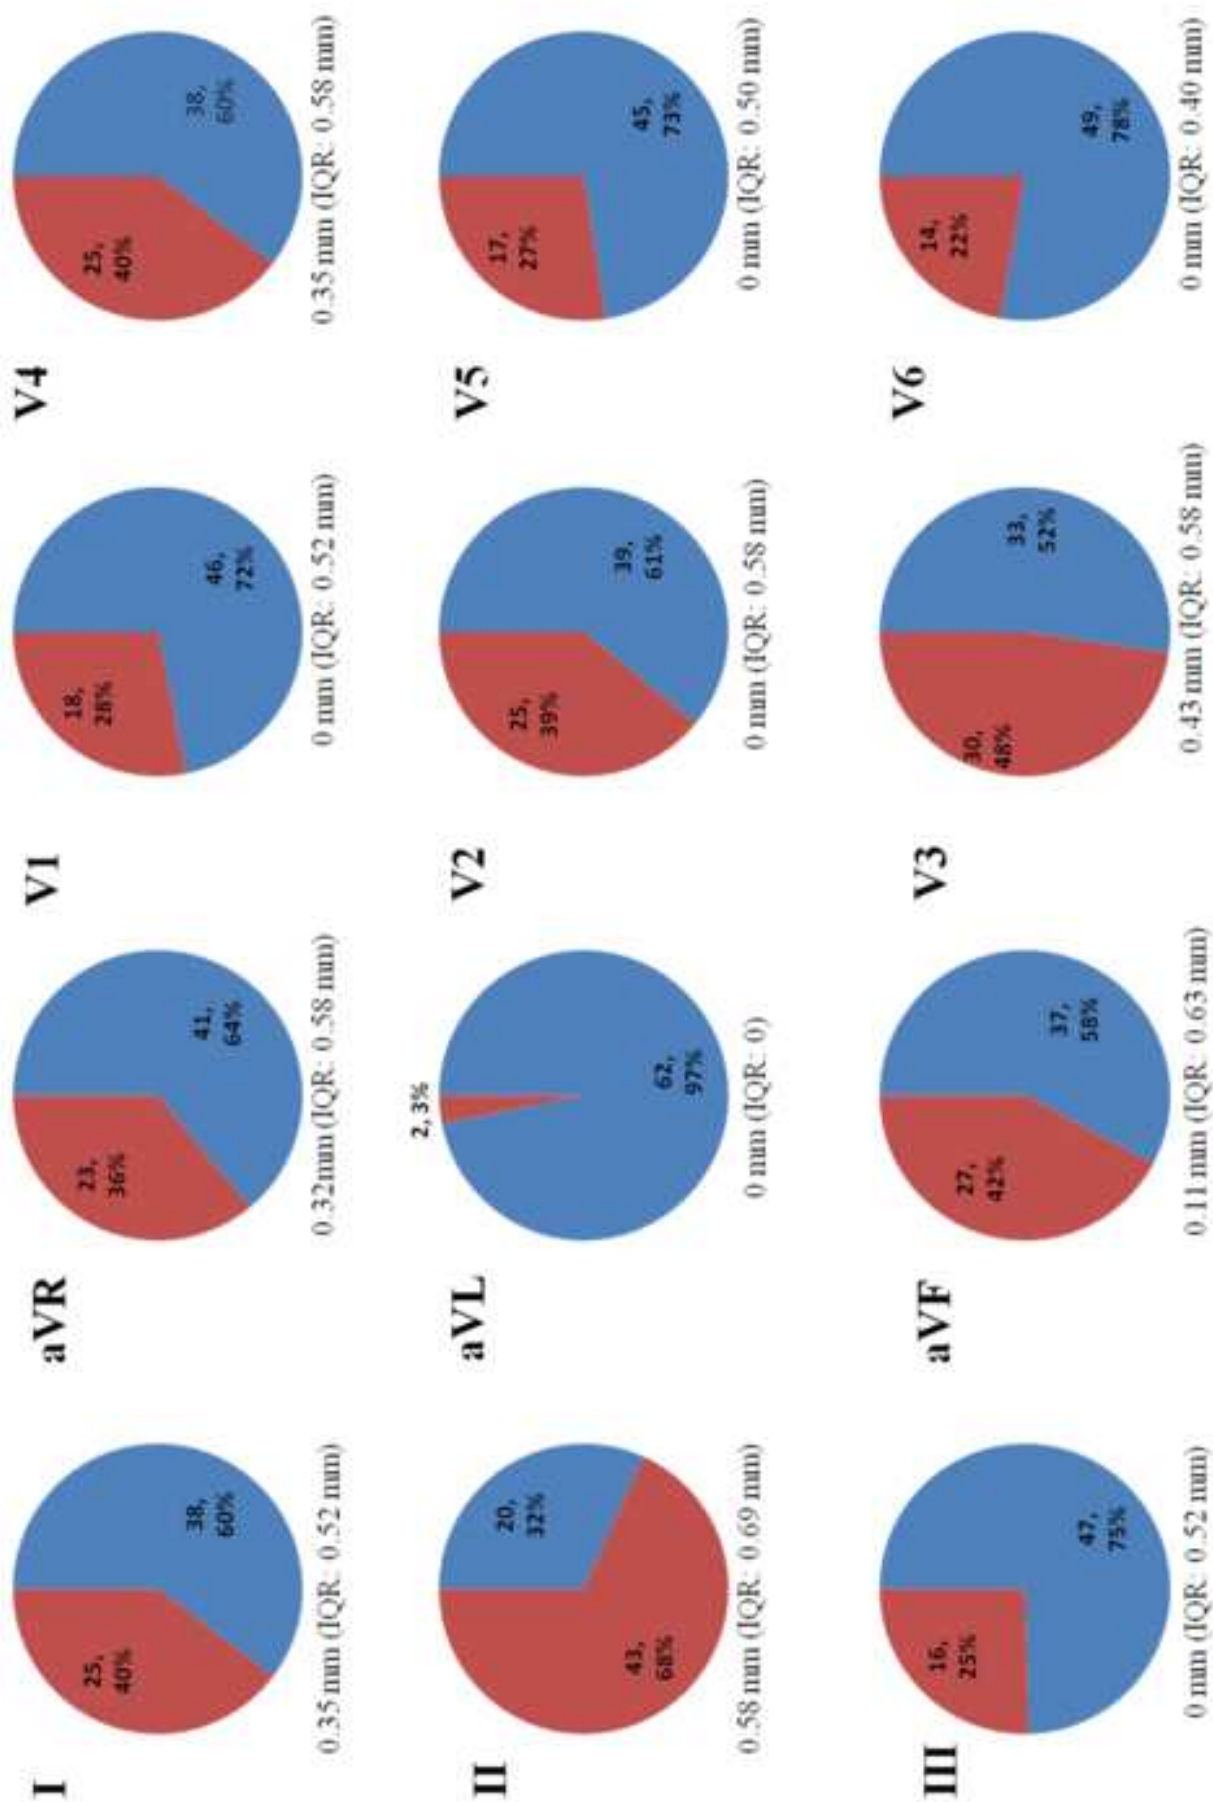 I
25,
40%
38,
60%
0.35 mm (IQR: 0.52 mm)
aVR
23,
36%
41,
64%
0.32mm (IQR: 0.58 mm)
V1
18,
28%
46,
72%
0 mm (IQR: 0.52 mm)
V4
25,
40%
38,
60%
0.35 mm (IQR: 0.58 mm)
II
20,
32%
43,
68%
0.58 mm (IQR: 0.69 mm)
aVL
2, 3%
62,
97%
0 mm (IQR: 0)
V2
25,
39%
39,
61%
0 mm (IQR: 0.58 mm)
V5
17,
27%
45,
73%
0 mm (IQR: 0.50 mm)
III
16,
25%
47,
75%
0 mm (IQR: 0.52 mm)
aVF
27,
42%
37,
58%
0.11 mm (IQR: 0.63 mm)
V3
30,
48%
33,
52%
0.43 mm (IQR: 0.58 mm)
V6
14,
22%
49,
78%
0 mm (IQR: 0.40 mm)